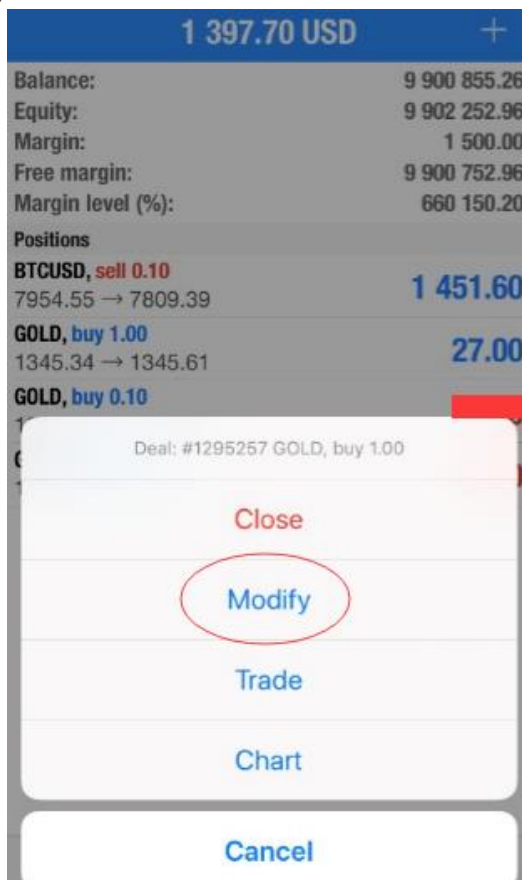 1 397.70 USD +
Balance: 9 900 855.26
Equity: 9 902 252.96
Margin: 1 500.00
Free margin: 9 900 752.96
Margin level (%): 660 150.20
Positions
BTCUSD, sell 0.10
7954.55 → 7809.39 1 451.60
GOLD, buy 1.00
1345.34 → 1345.61 27.00
GOLD, buy 0.10
Deal: #1295257 GOLD, buy 1.00
Close
Modify
Trade
Chart
Cancel